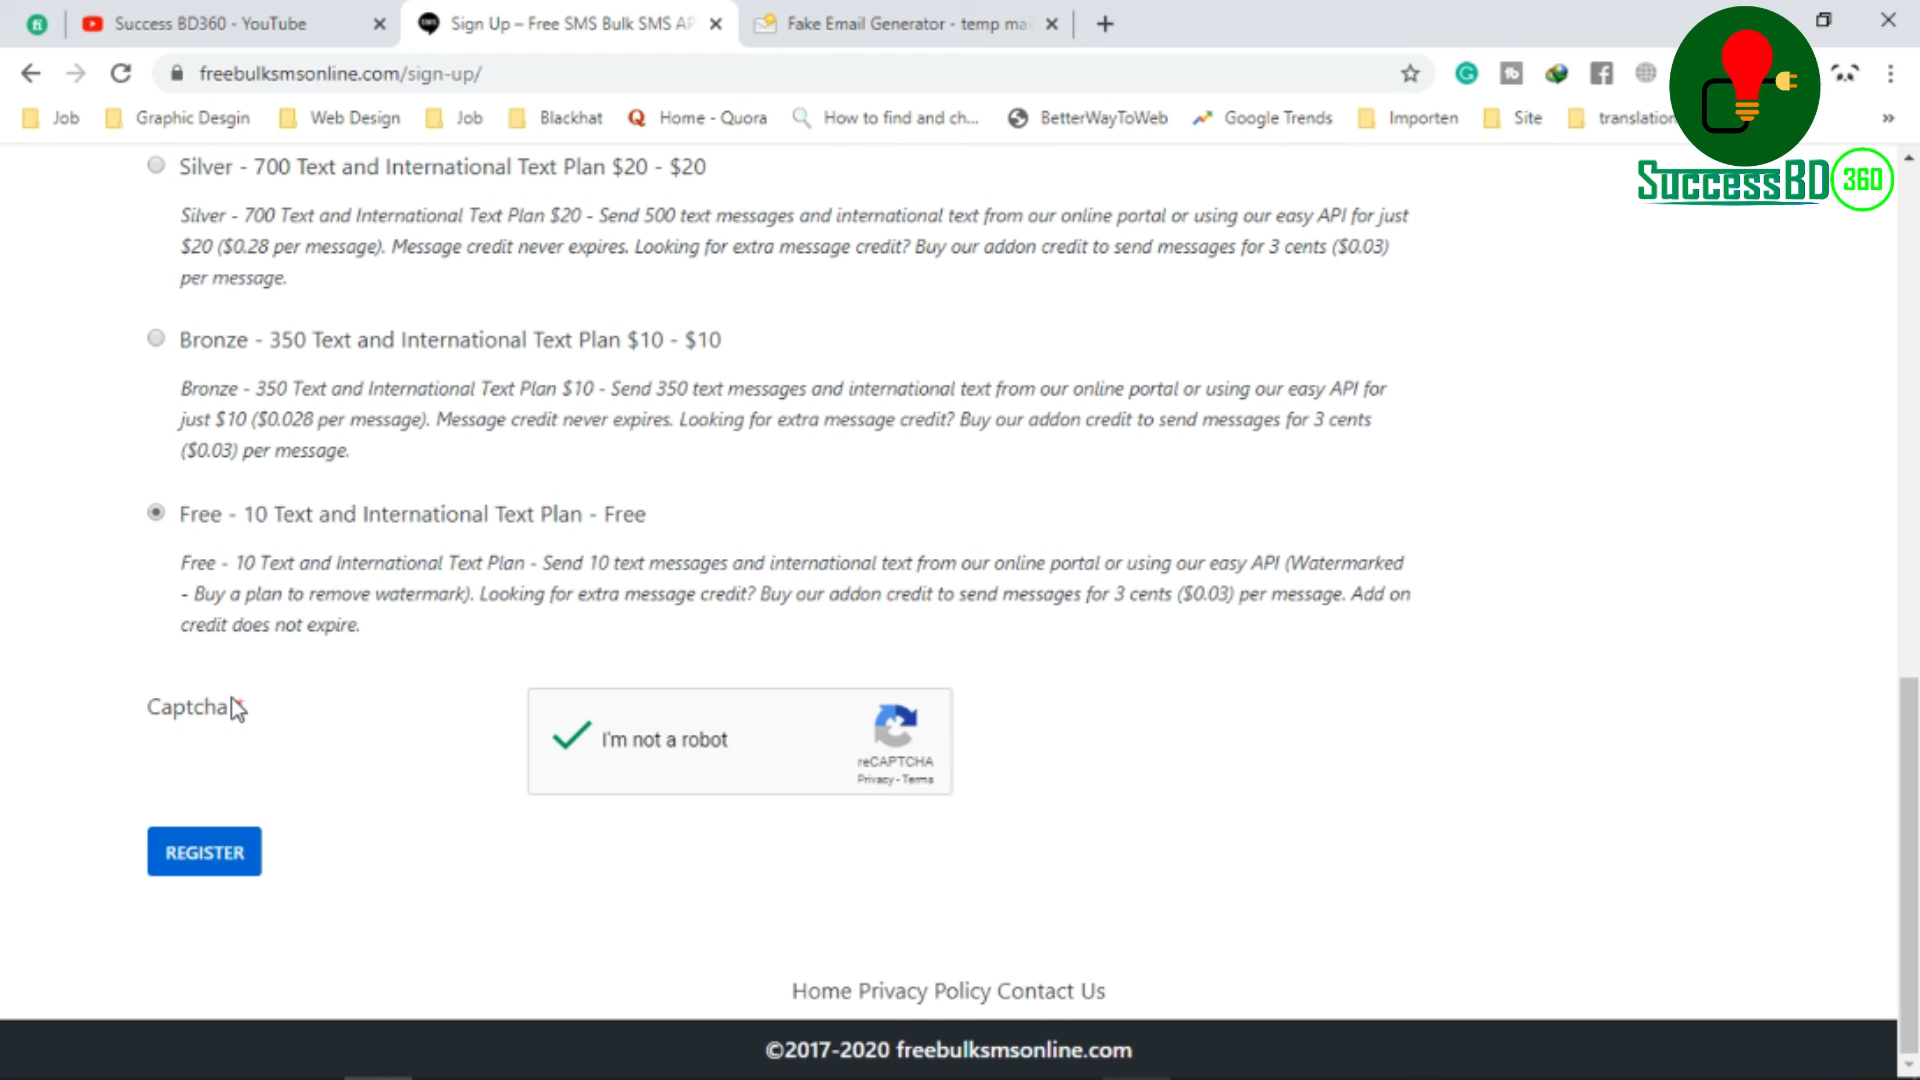 Success BD360 - YouTube
Sign Up – Free SMS Bulk SMS AP
Fake Email Generator - temp mai
freebulksmsonline.com/sign-up/
Job
Graphic Desgin
Web Design
Job
Blackhat
Home - Quora
How to find and ch...
BetterWayToWeb
Google Trends
Importen
Site
translation
SuccessBD 360
Silver - 700 Text and International Text Plan $20 - $20
Silver - 700 Text and International Text Plan $20 - Send 500 text messages and international text from our online portal or using our easy API for just
$20 ($0.28 per message). Message credit never expires. Looking for extra message credit? Buy our addon credit to send messages for 3 cents ($0.03)
per message.
Bronze - 350 Text and International Text Plan $10 - $10
Bronze - 350 Text and International Text Plan $10 - Send 350 text messages and international text from our online portal or using our easy API for
just $10 ($0.028 per message). Message credit never expires. Looking for extra message credit? Buy our addon credit to send messages for 3 cents
($0.03) per message.
Free - 10 Text and International Text Plan - Free
Free - 10 Text and International Text Plan - Send 10 text messages and international text from our online portal or using our easy API (Watermarked
- Buy a plan to remove watermark). Looking for extra message credit? Buy our addon credit to send messages for 3 cents ($0.03) per message. Add on
credit does not expire.
Captcha
I'm not a robot
reCAPTCHA
Privacy - Terms
REGISTER
Home Privacy Policy Contact Us
©2017-2020 freebulksmsonline.com